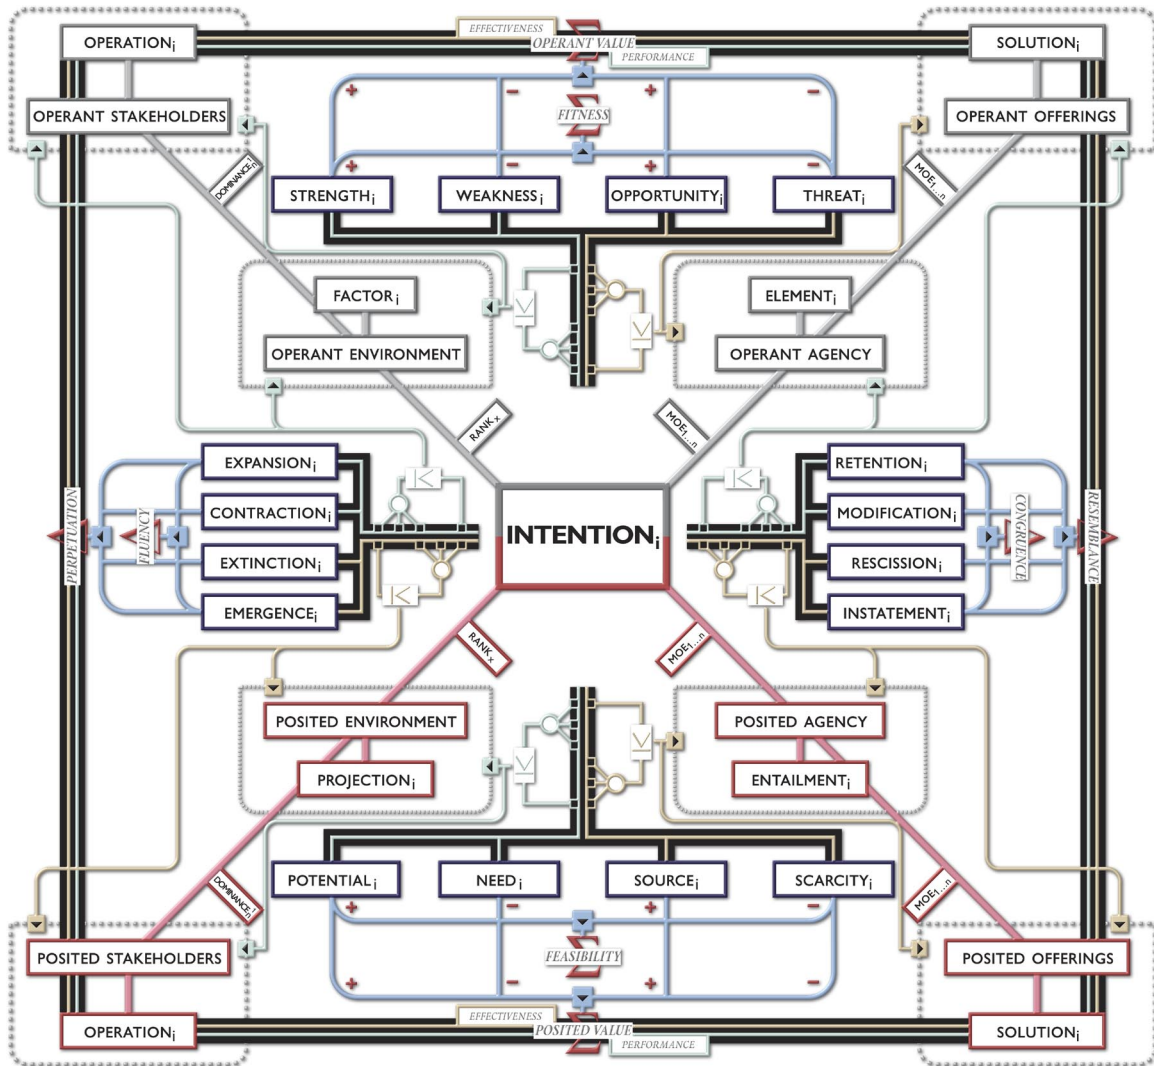 EFFECTIVENESS
OPERATIONi
OPERANT VALUE
SOLUTIONi
PERFORMANCE
+ − + −
OPERANT STAKEHOLDERS
FITNESS
OPERANT OFFERINGS
+ − + −
DOMINANCE
MOE1...n
STRENGTHi
WEAKNESSi
OPPORTUNITYi
THREATi
FACTORi
ELEMENTi
OPERANT ENVIRONMENT
OPERANT AGENCY
RANKx
MOE1...n
EXPANSIONi
RETENTIONi
CONTRACTIONi
MODIFICATIONi
PERPETUATION
FLUENCY
INTENTIONi
CONGRUENCE
RESEMBLANCE
EXTINCTIONi
RESCISSIONi
EMERGENCEi
INSTATEMENTi
RANKx
MOE1...n
POSITED ENVIRONMENT
POSITED AGENCY
PROJECTIONi
ENTAILMENTi
POTENTIALi
NEEDi
SOURCEi
SCARCITYi
DOMINANCE
MOE1...n
+ − + −
POSITED STAKEHOLDERS
FEASIBILITY
POSITED OFFERINGS
+ − + −
EFFECTIVENESS
OPERATIONi
POSITED VALUE
SOLUTIONi
PERFORMANCE